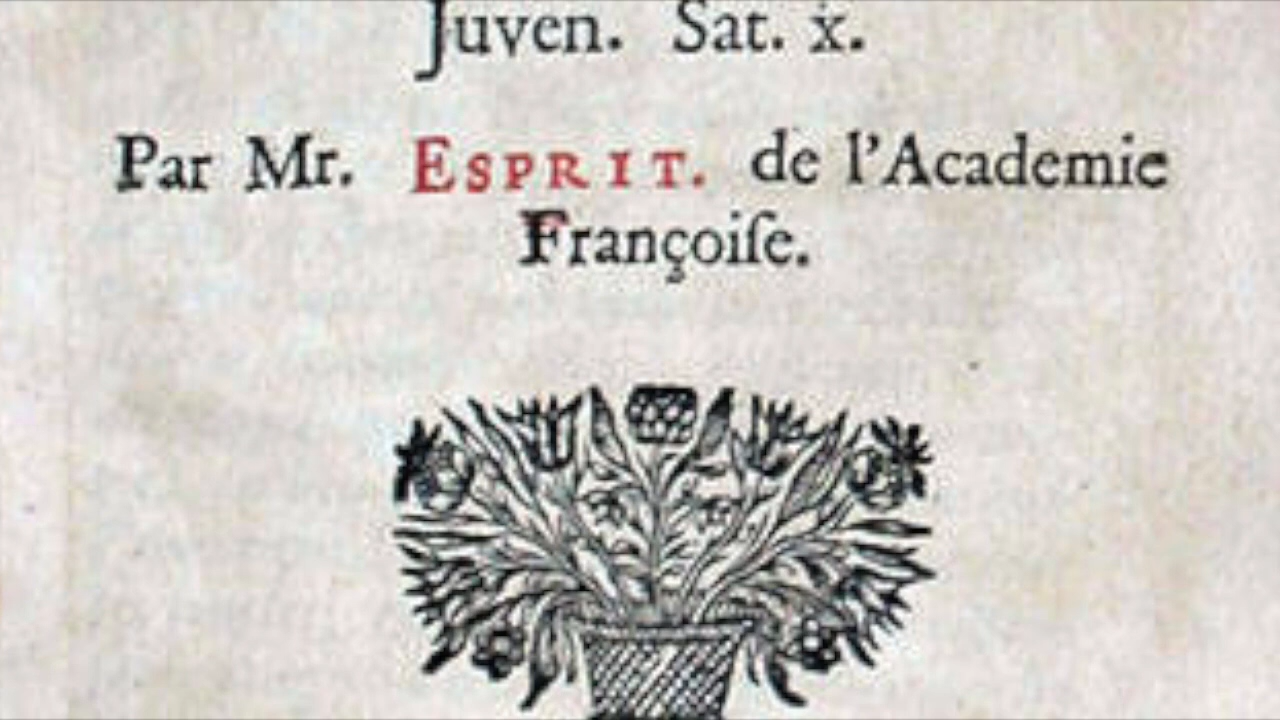 Juven. Sat. x.
Par Mr. ESPRIT. de l'Academie
Françoiſe.